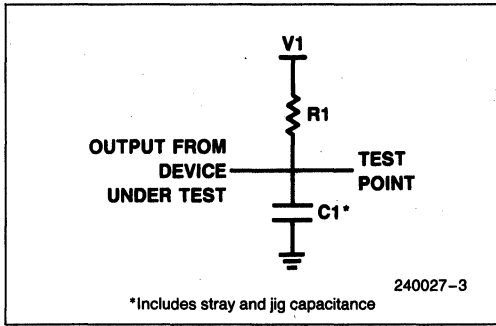 V1
R1
OUTPUT FROM
DEVICE
UNDER TEST
TEST
POINT
C1*
240027-3
*Includes stray and jig capacitance